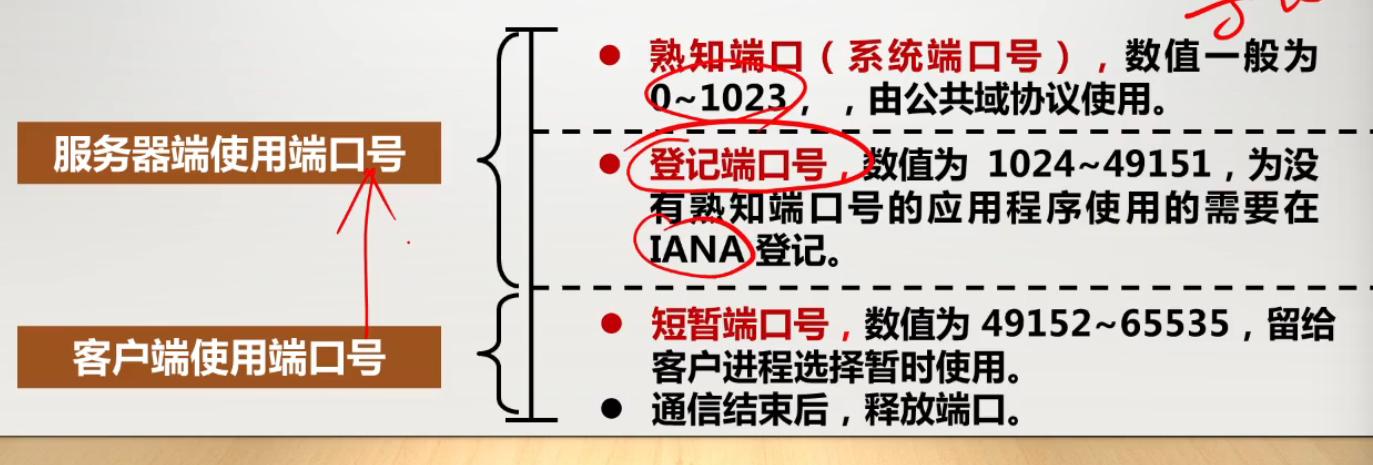 服务器端使用端口号
● 熟知端口（系统端口号），数值一般为
0~1023， ，由公共域协议使用。
● 登记端口号，数值为 1024~49151，为没
有熟知端口号的应用程序使用的需要在
IANA 登记。
客户端使用端口号
● 短暂端口号，数值为 49152~65535，留给
客户进程选择暂时使用。
● 通信结束后，释放端口。